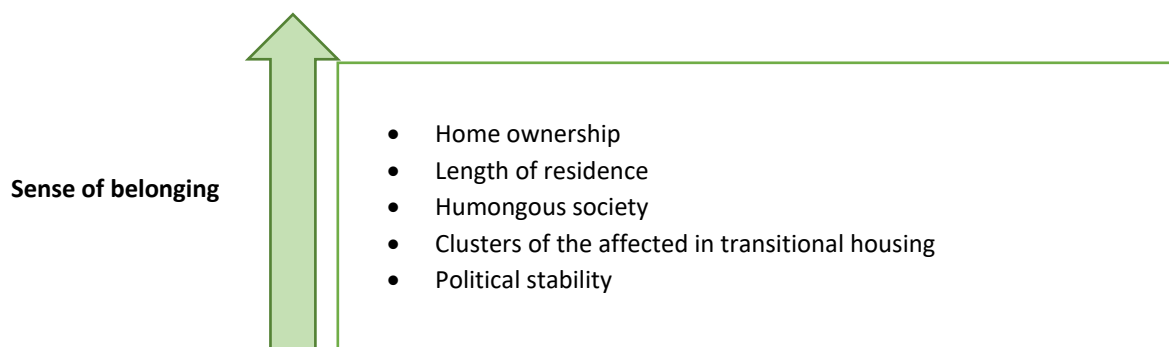 Sense of belonging
• Home ownership
• Length of residence
• Humongous society
• Clusters of the affected in transitional housing
• Political stability